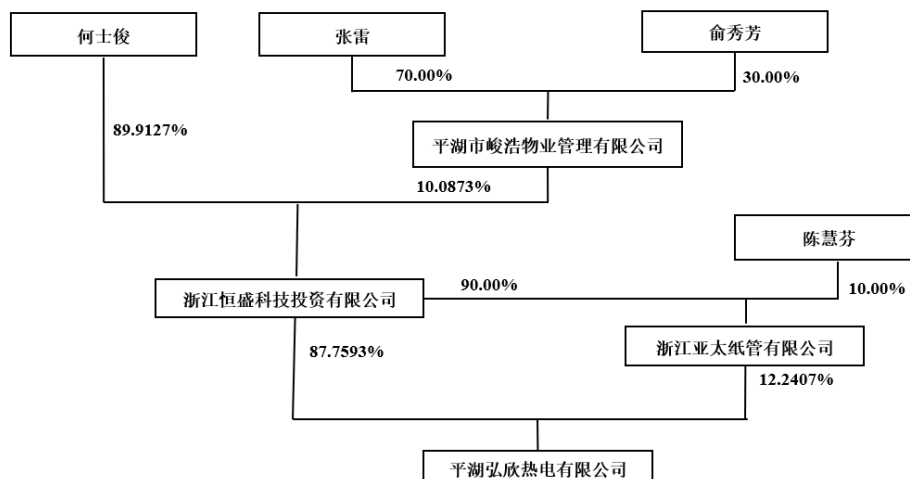 何士俊
张雷
俞秀芳
70.00%
30.00%
89.9127%
平湖市峻浩物业管理有限公司
10.0873%
陈慧芬
浙江恒盛科技投资有限公司
90.00%
10.00%
87.7593%
浙江亚太纸管有限公司
12.2407%
平湖弘欣热电有限公司